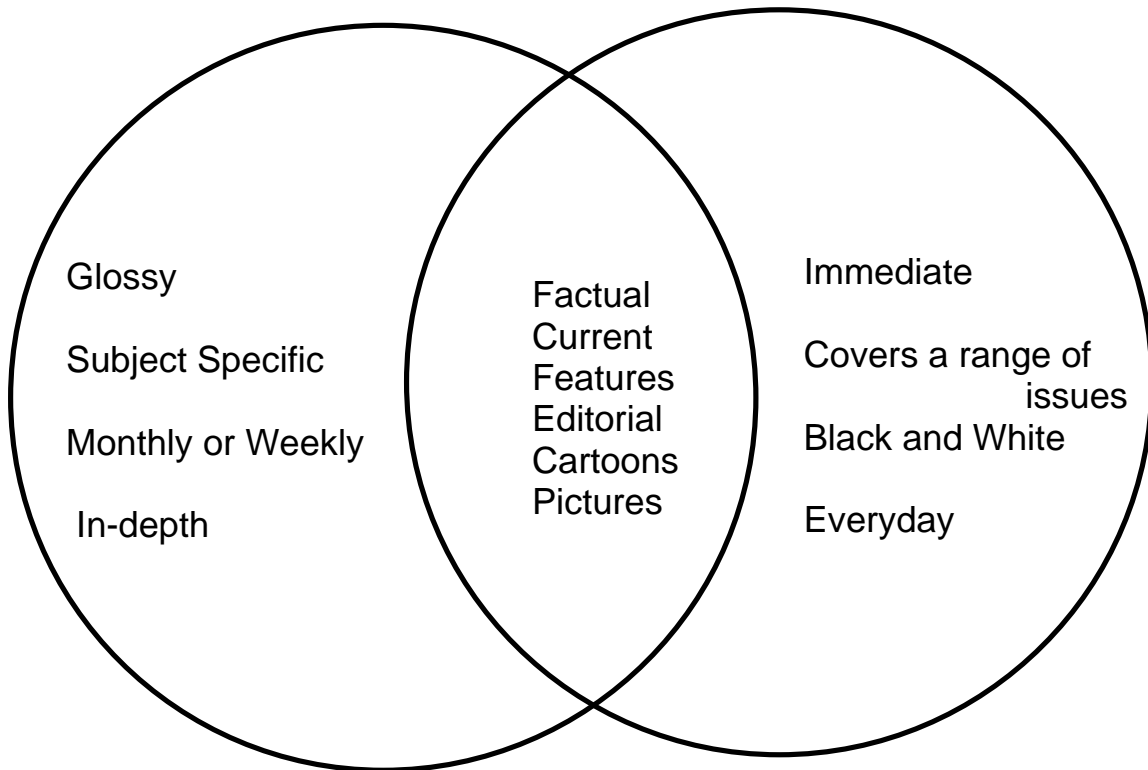 Glossy
Subject Specific
Monthly or Weekly
In-depth
Factual
Current
Features
Editorial
Cartoons
Pictures
Immediate
Covers a range of
issues
Black and White
Everyday